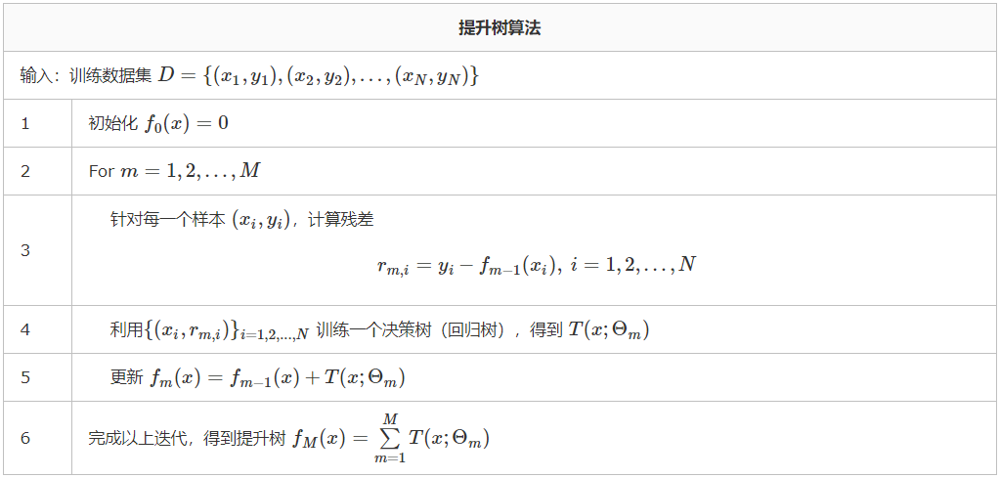 提升树算法
输入：训练数据集 $D = \{(x_1, y_1), (x_2, y_2), \ldots, (x_N, y_N)\}$
1 初始化 $f_0(x) = 0$
2 For $m = 1, 2, \ldots, M$
3 针对每一个样本 $(x_i, y_i)$，计算残差
$r_{m,i} = y_i - f_{m-1}(x_i), \; i = 1, 2, \ldots, N$
4 利用$\{(x_i, r_{m,i})\}_{i=1,2,\ldots,N}$ 训练一个决策树（回归树），得到 $T(x; \Theta_m)$
5 更新 $f_m(x) = f_{m-1}(x) + T(x; \Theta_m)$
6 完成以上迭代，得到提升树 $f_M(x) = \sum_{m=1}^{M} T(x; \Theta_m)$